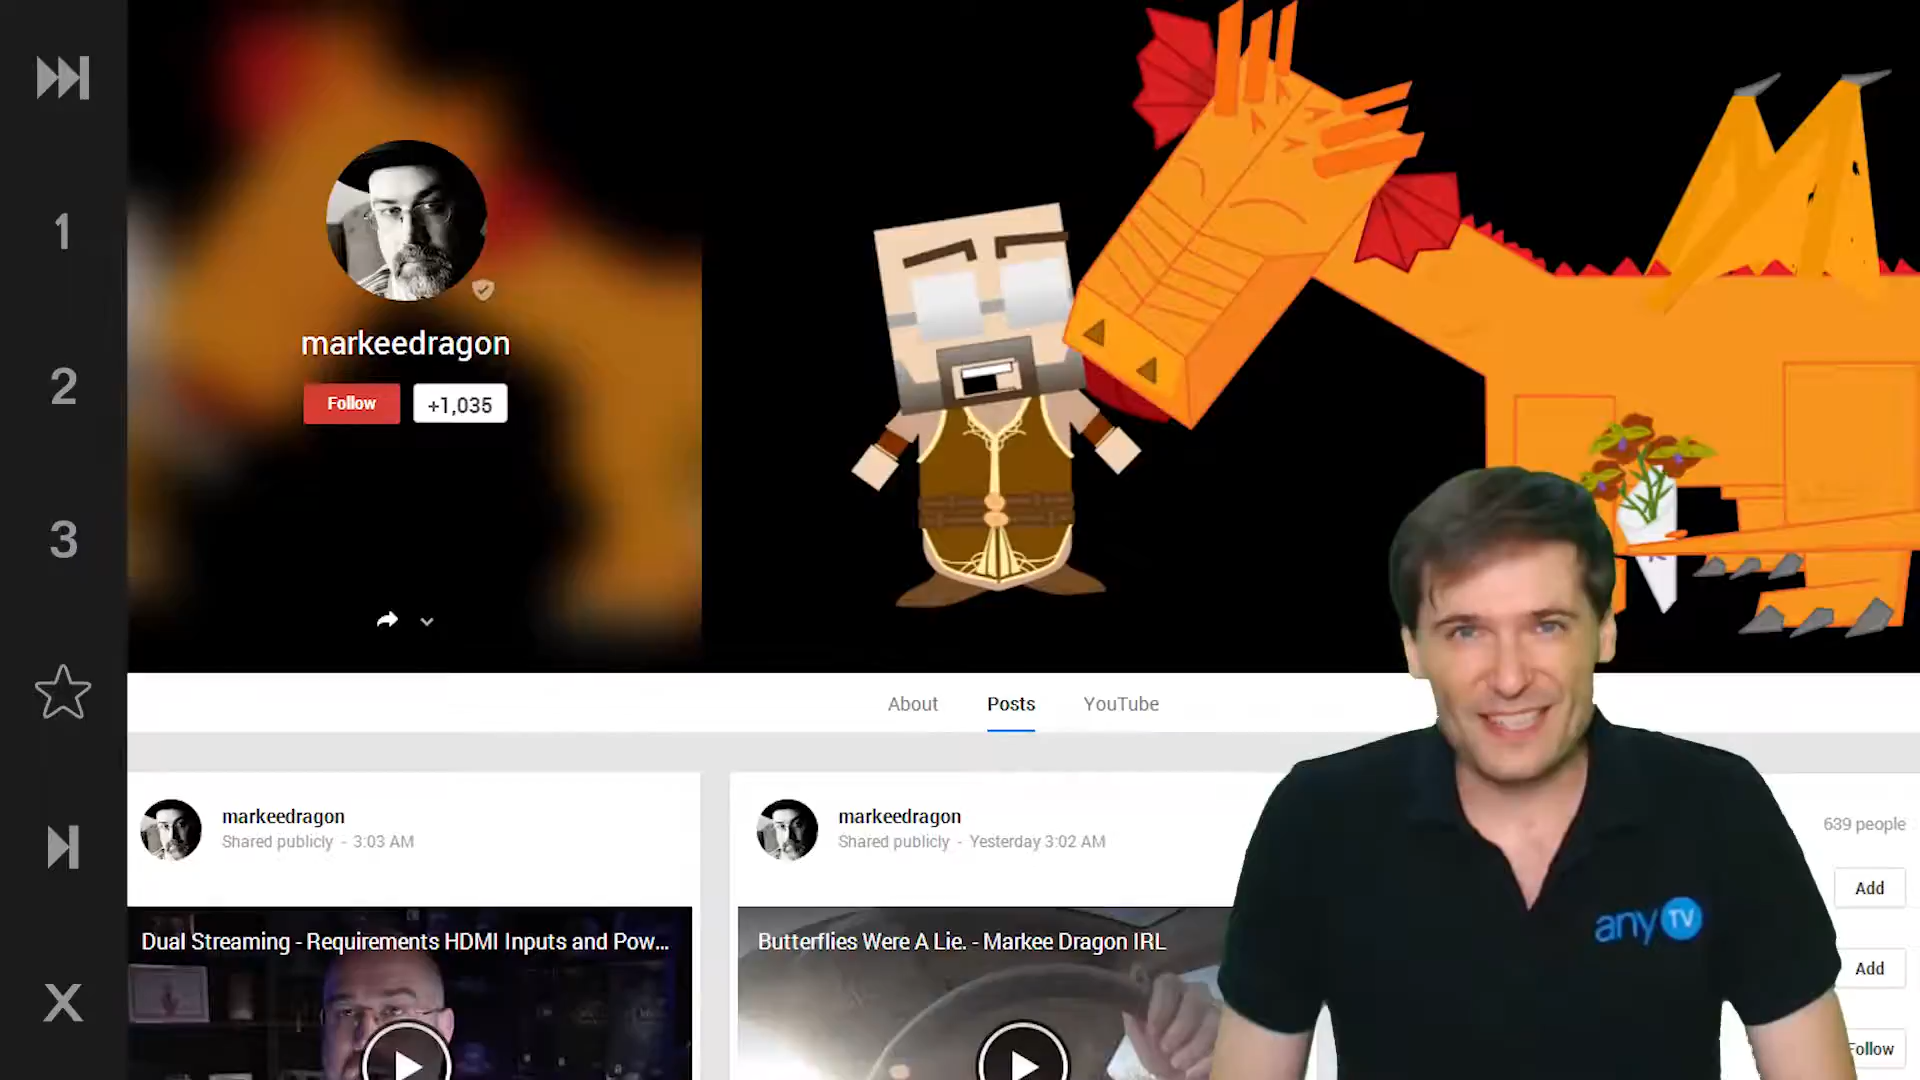 1
2
3
X
markeedragon
Follow
+1,035
About
Posts
YouTube
markeedragon
Shared publicly - 3:03 AM
Dual Streaming - Requirements HDMI Inputs and Pow...
markeedragon
Shared publicly - Yesterday 3:02 AM
Butterflies Were A Lie. - Markee Dragon IRL
639 people
Add
Add
Follow
anyTV